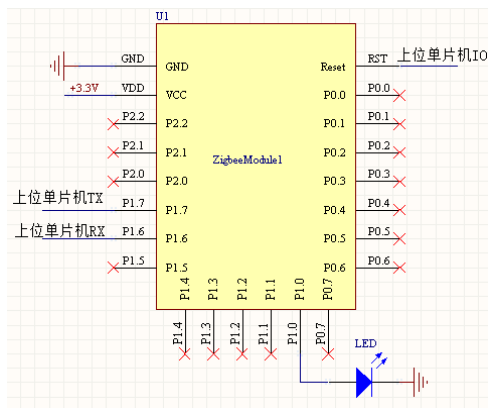 U1
GND GND Reset RST 上位单片机IO
+3.3V VDD VCC P0.0 P0.0
P2.2 P2.2 P0.1 P0.1
P2.1 P2.1 ZigbeeModule1 P0.2 P0.2
P2.0 P2.0 P0.3 P0.3
上位单片机TX P1.7 P1.7 P0.4 P0.4
上位单片机RX P1.6 P1.6 P0.5 P0.5
P1.5 P1.5 P0.6 P0.6
P1.4 P1.3 P1.2 P1.1 P1.0 P0.7
P1.4 P1.3 P1.2 P1.1 P1.0 P0.7
LED